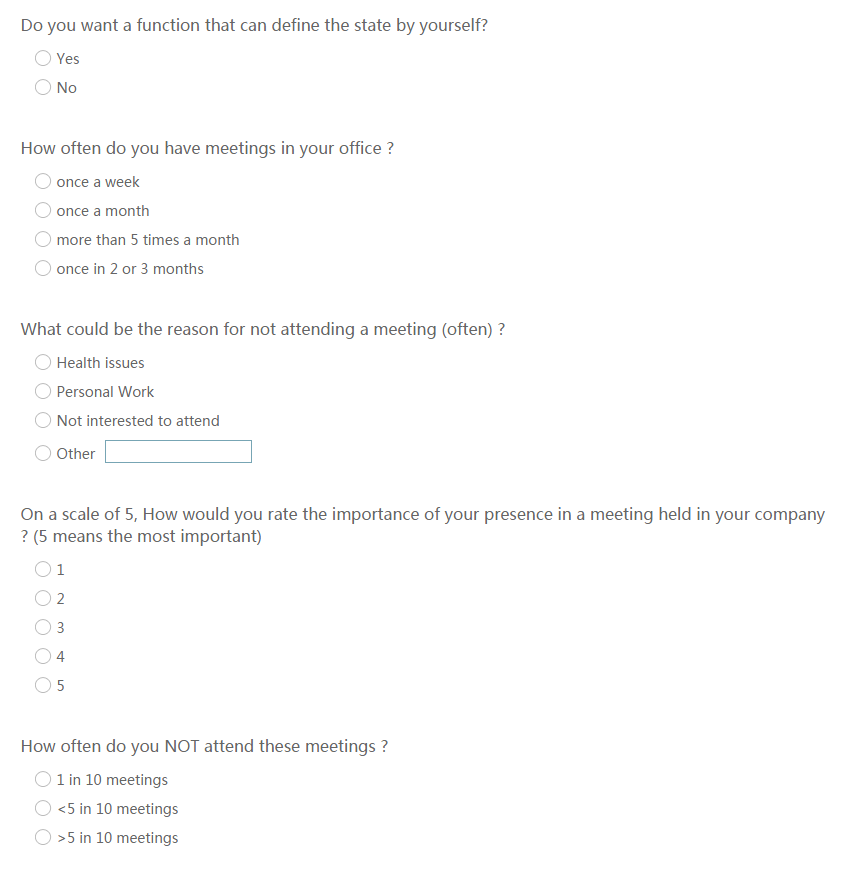 Do you want a function that can define the state by yourself?
Yes
No
How often do you have meetings in your office ?
once a week
once a month
more than 5 times a month
once in 2 or 3 months
What could be the reason for not attending a meeting (often) ?
Health issues
Personal Work
Not interested to attend
Other
On a scale of 5, How would you rate the importance of your presence in a meeting held in your company
? (5 means the most important)
1
2
3
4
5
How often do you NOT attend these meetings ?
1 in 10 meetings
<5 in 10 meetings
>5 in 10 meetings